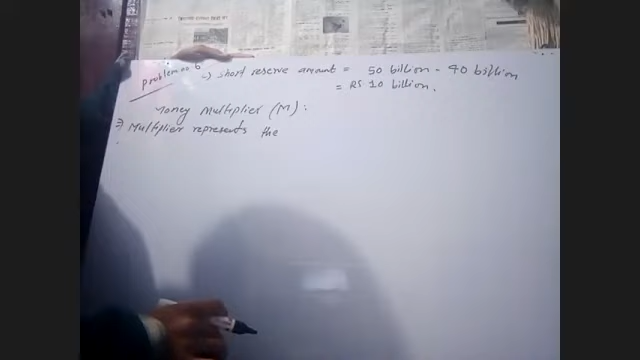 Problem no. 6
→ short reserve amount = 50 billion - 40 billion
= RS 10 billion.
Money Multiplier (M):
⇒ Multiplier represents the